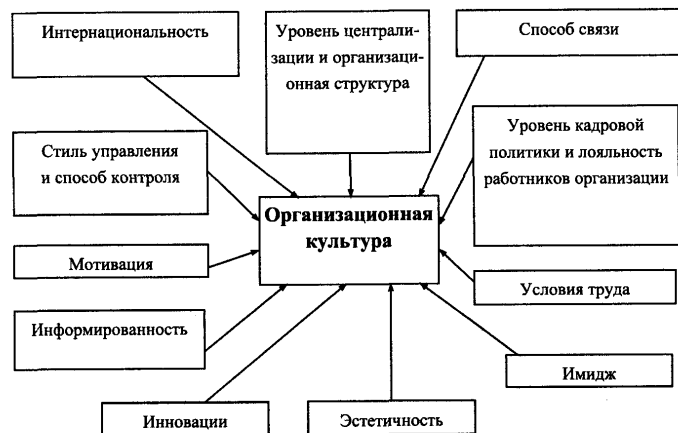 Интернациональность
Уровень централи-
зации и организаци-
онная структура
Способ связи
Стиль управления
и способ контроля
Уровень кадровой
политики и лояльность
работников организации
Организационная
культура
Мотивация
Условия труда
Информированность
Имидж
Инновации
Эстетичность